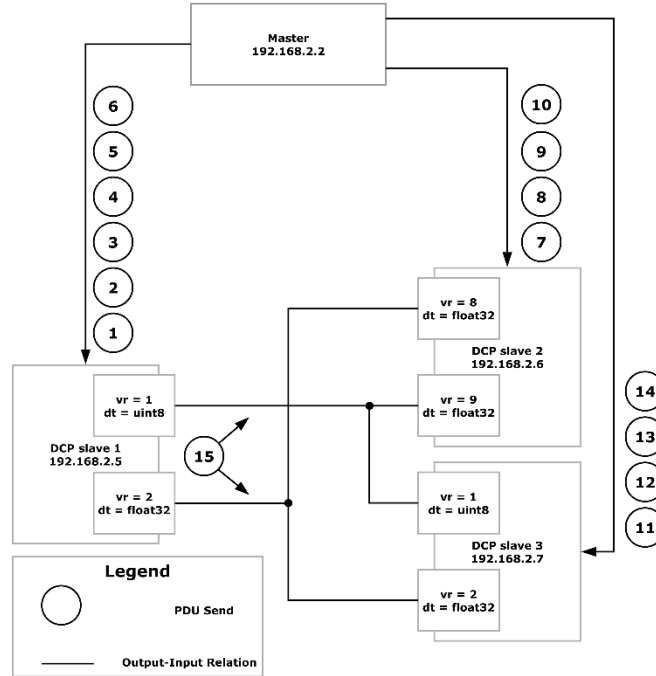 Master
192.168.2.2
6
5
4
3
2
1
10
9
8
7
vr = 8
dt = float32
DCP slave 2
192.168.2.6
vr = 9
dt = float32
vr = 1
dt = uint8
DCP slave 1
192.168.2.5
vr = 2
dt = float32
15
14
13
12
11
vr = 1
dt = uint8
DCP slave 3
192.168.2.7
vr = 2
dt = float32
Legend
PDU Send
Output-Input Relation